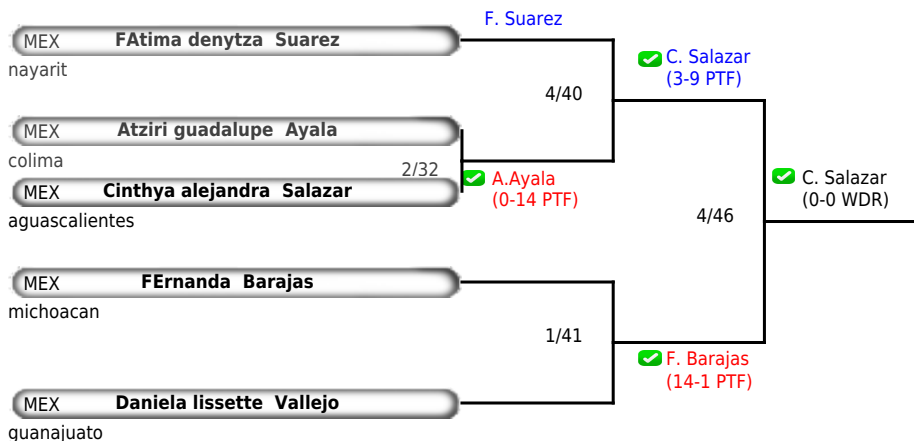 F. Suarez
MEX FAtima denytza Suarez
nayarit
C. Salazar
(3-9 PTF)
4/40
MEX Atziri guadalupe Ayala
colima
2/32
A.Ayala
(0-14 PTF)
MEX Cinthya alejandra Salazar
aguascalientes
C. Salazar
(0-0 WDR)
4/46
MEX FErnanda Barajas
michoacan
1/41
F. Barajas
(14-1 PTF)
MEX Daniela lissette Vallejo
guanajuato